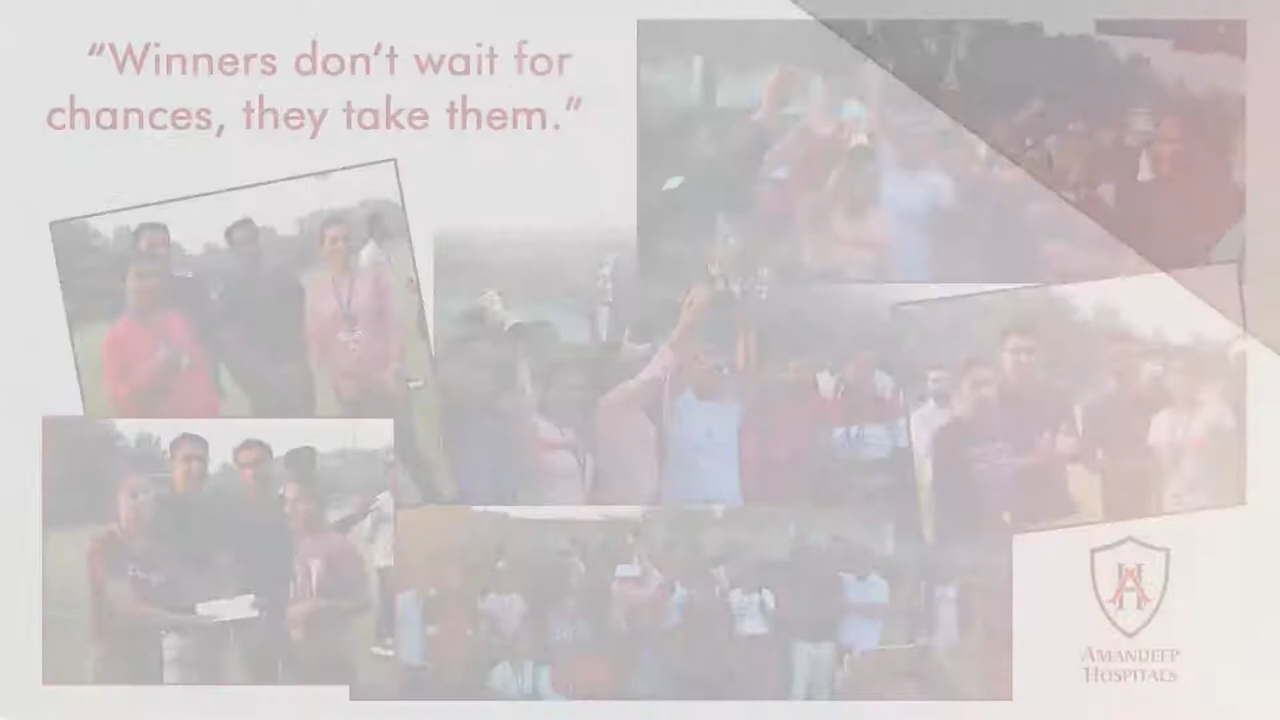 “Winners don’t wait for
chances, they take them.”
AMANDEEP
HOSPITALS